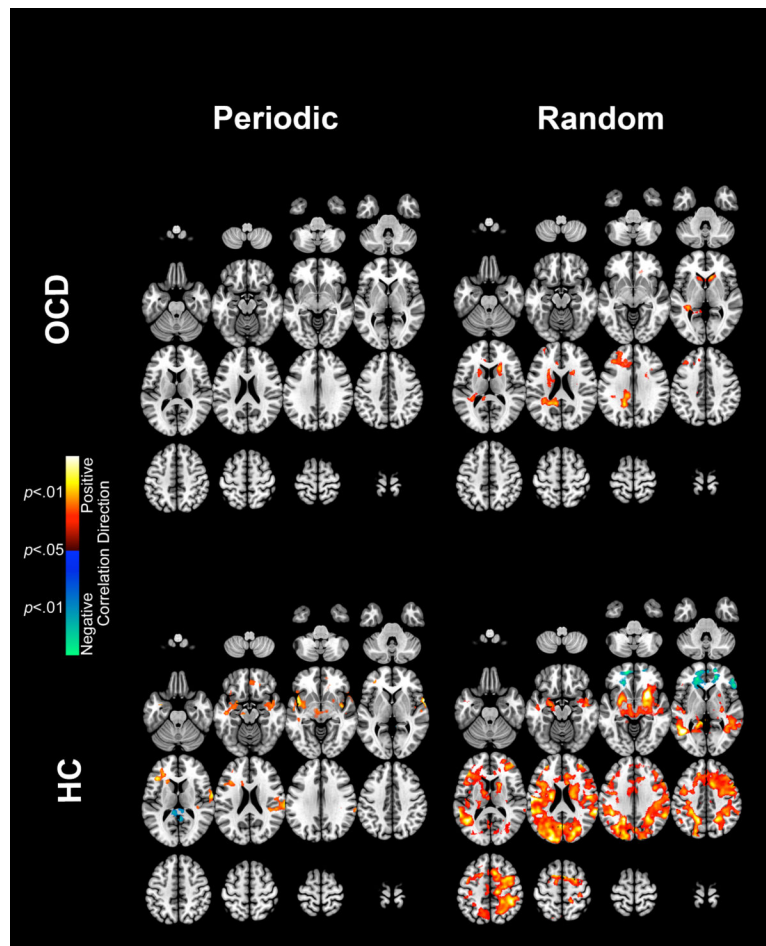 Periodic
Random
OCD
p<.01
p<.05
p<.01
Positive
Negative
Correlation Direction
HC